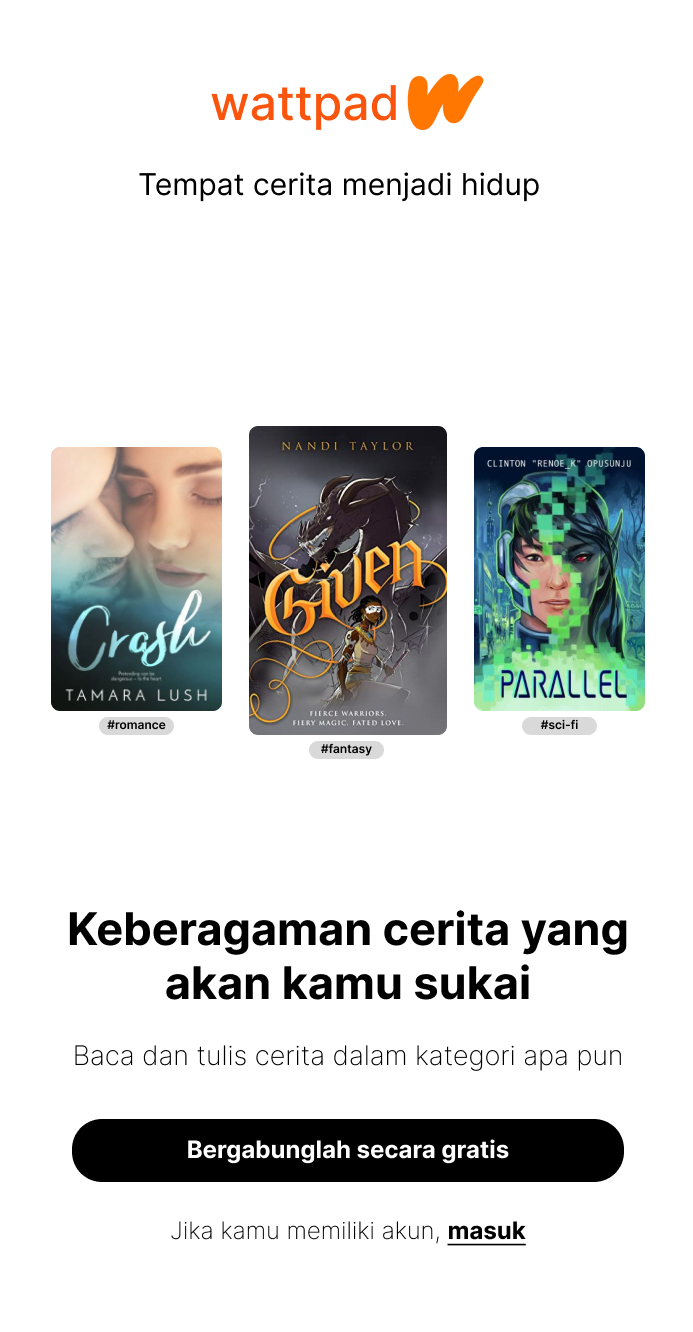 wattpad
Tempat cerita menjadi hidup
NANDI TAYLOR
Given
FIERCE WARRIORS.
FIERY MAGIC. FATED LOVE.
#fantasy
Crash
Pretending can be
dangerous – to the heart
TAMARA LUSH
#romance
CLINTON "RENOE_K" OPUSUNJU
PARALLEL
#sci-fi
Keberagaman cerita yang
akan kamu sukai
Baca dan tulis cerita dalam kategori apa pun
Bergabunglah secara gratis
Jika kamu memiliki akun, masuk